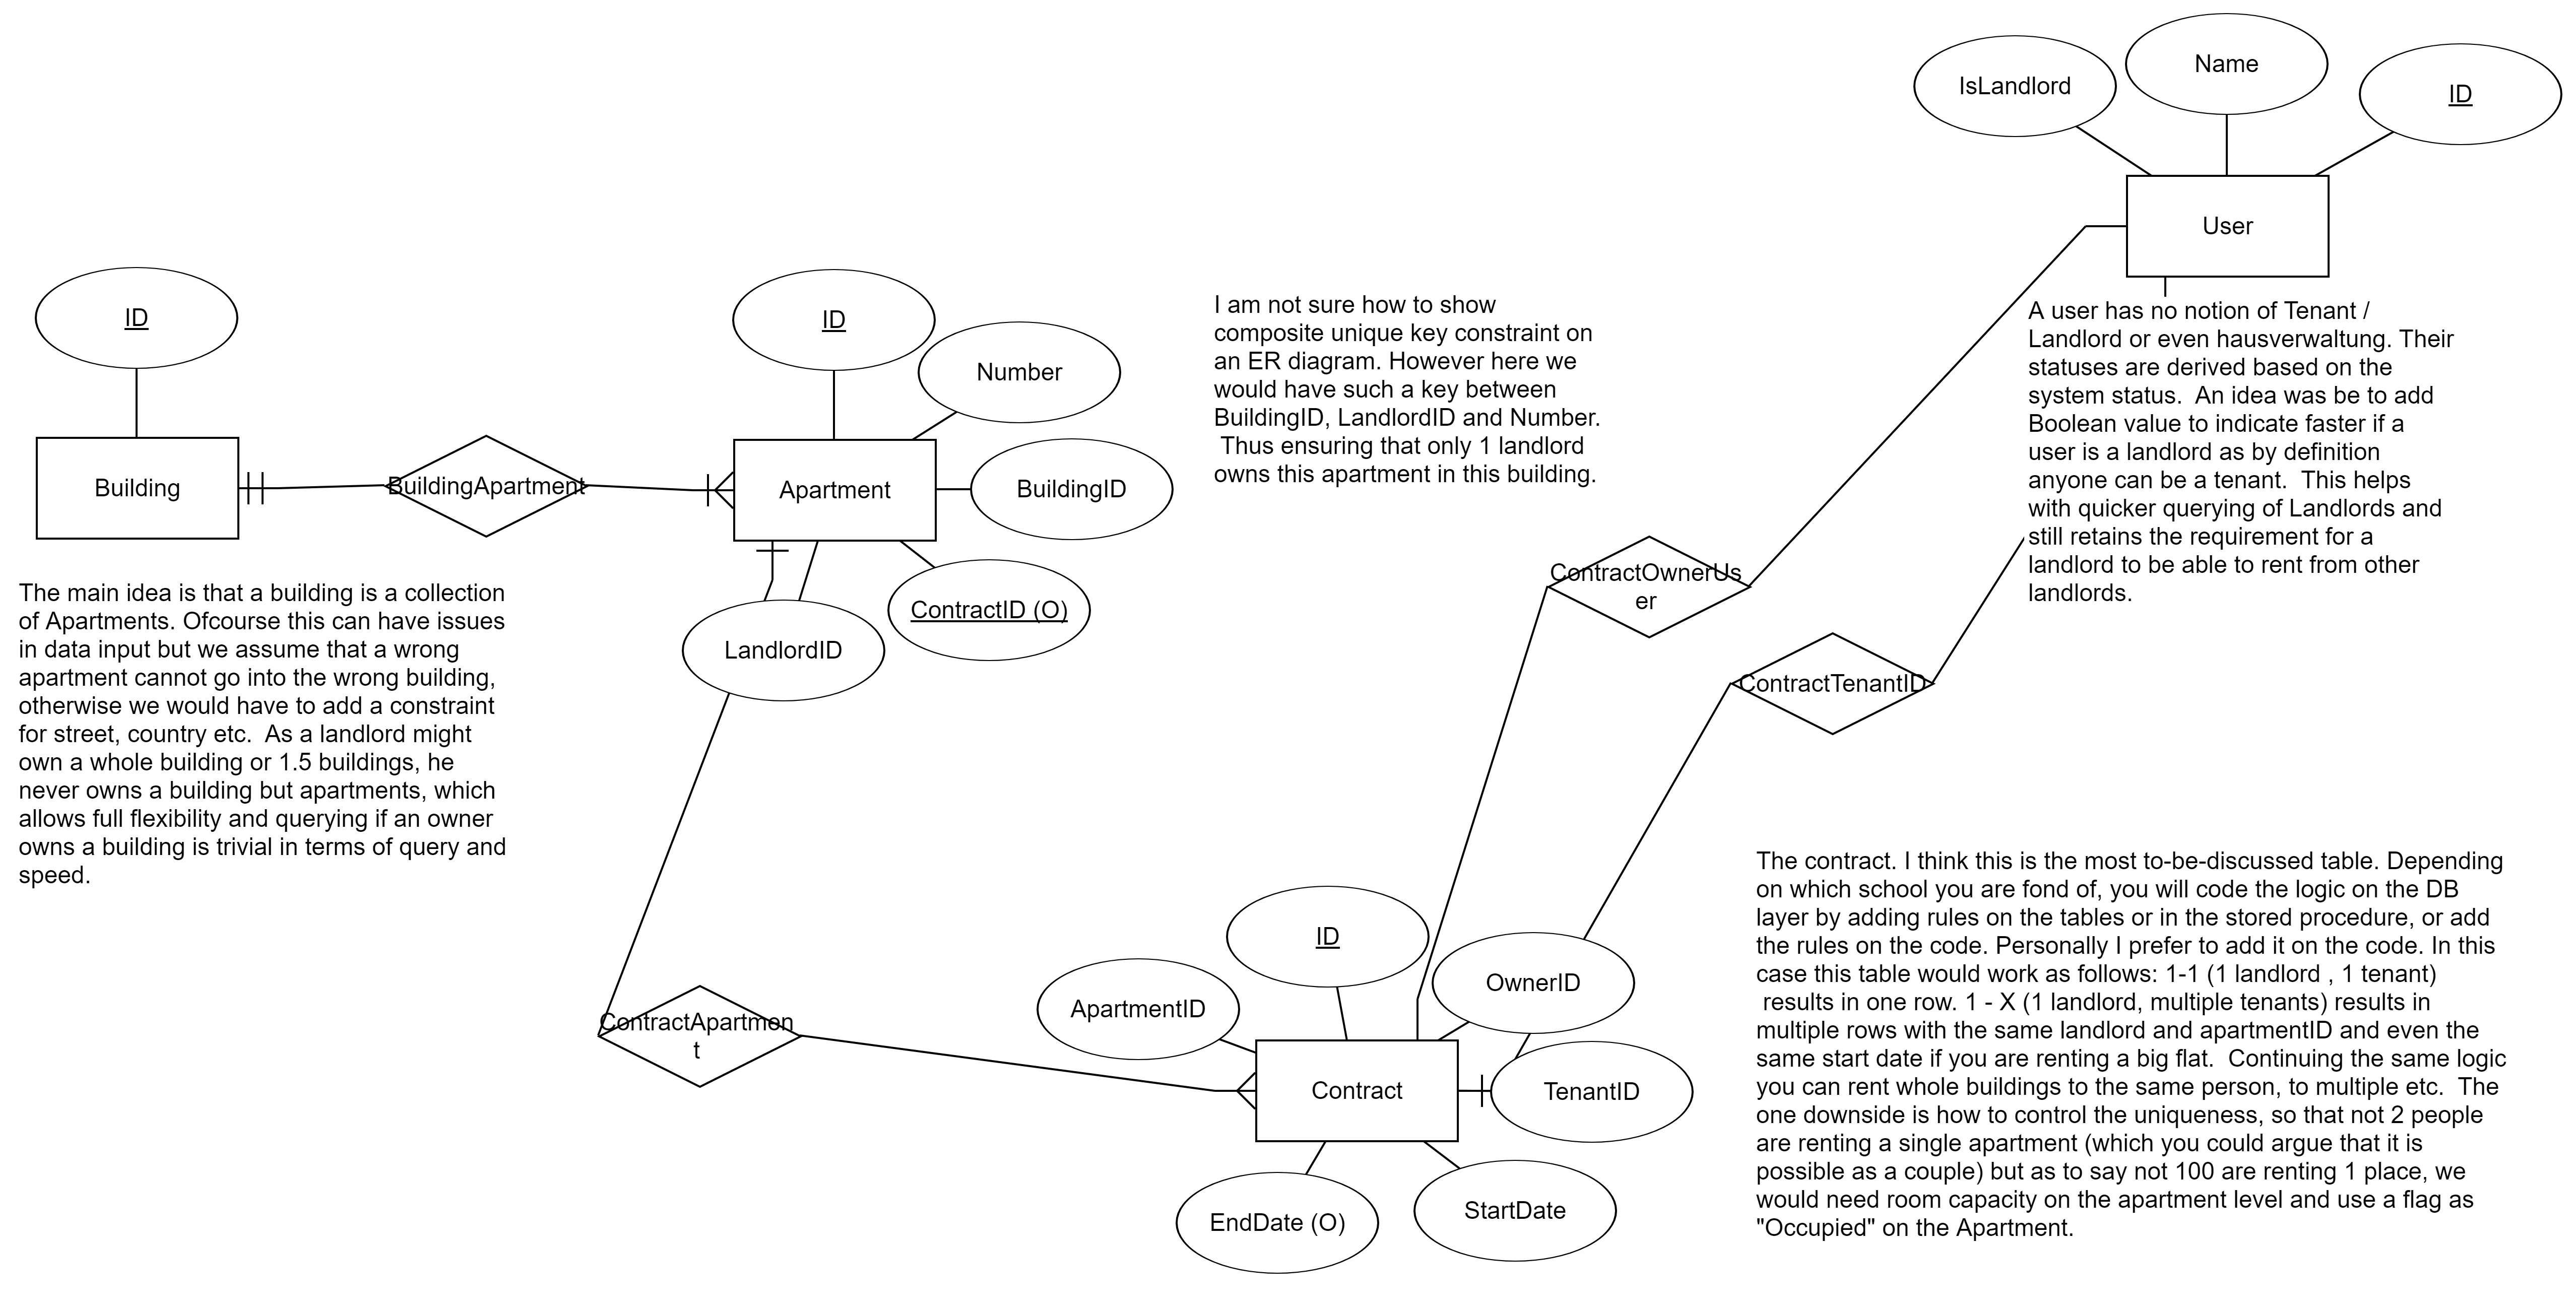 IsLandlord
Name
ID
User
ID
Building
BuildingApartment
ID
Number
Apartment
BuildingID
ContractID (O)
LandlordID
I am not sure how to show
composite unique key constraint on
an ER diagram. However here we
would have such a key between
BuildingID, LandlordID and Number.
Thus ensuring that only 1 landlord
owns this apartment in this building.
A user has no notion of Tenant /
Landlord or even hausverwaltung. Their
statuses are derived based on the
system status.  An idea was be to add
Boolean value to indicate faster if a
user is a landlord as by definition
anyone can be a tenant.  This helps
with quicker querying of Landlords and
still retains the requirement for a
landlord to be able to rent from other
landlords.
The main idea is that a building is a collection
of Apartments. Ofcourse this can have issues
in data input but we assume that a wrong
apartment cannot go into the wrong building,
otherwise we would have to add a constraint
for street, country etc.  As a landlord might
own a whole building or 1.5 buildings, he
never owns a building but apartments, which
allows full flexibility and querying if an owner
owns a building is trivial in terms of query and
speed.
ContractOwnerUs
er
ContractTenantID
ContractApartmen
t
ID
ApartmentID
OwnerID
Contract
TenantID
EndDate (O)
StartDate
The contract. I think this is the most to-be-discussed table. Depending
on which school you are fond of, you will code the logic on the DB
layer by adding rules on the tables or in the stored procedure, or add
the rules on the code. Personally I prefer to add it on the code. In this
case this table would work as follows: 1-1 (1 landlord , 1 tenant)
results in one row. 1 - X (1 landlord, multiple tenants) results in
multiple rows with the same landlord and apartmentID and even the
same start date if you are renting a big flat.  Continuing the same logic
you can rent whole buildings to the same person, to multiple etc.  The
one downside is how to control the uniqueness, so that not 2 people
are renting a single apartment (which you could argue that it is
possible as a couple) but as to say not 100 are renting 1 place, we
would need room capacity on the apartment level and use a flag as
"Occupied" on the Apartment.